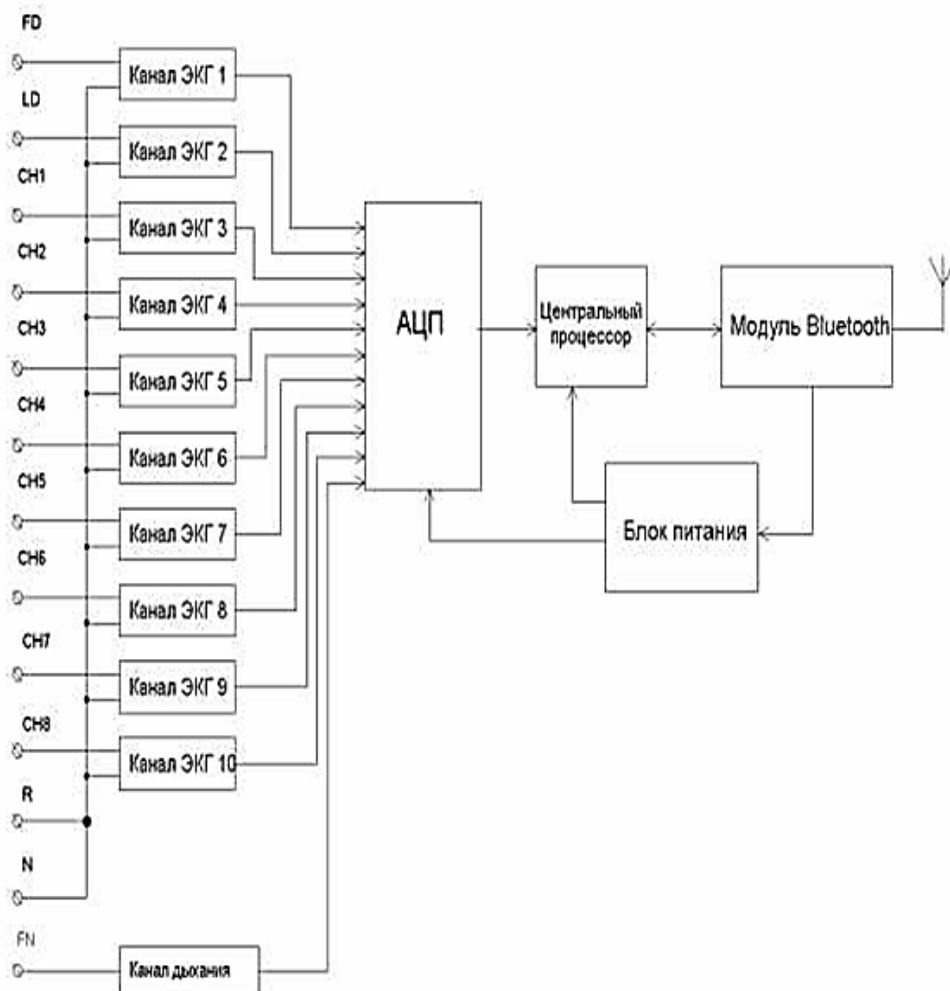 FD
Канал ЭКГ 1
LD
Канал ЭКГ 2
CH1
Канал ЭКГ 3
CH2
Канал ЭКГ 4
CH3
Канал ЭКГ 5
CH4
Канал ЭКГ 6
CH5
Канал ЭКГ 7
CH6
Канал ЭКГ 8
CH7
Канал ЭКГ 9
CH8
Канал ЭКГ 10
R
N
FN
Канал дыхания
АЦП
Центральный
процессор
Модуль Bluetooth
Блок питания